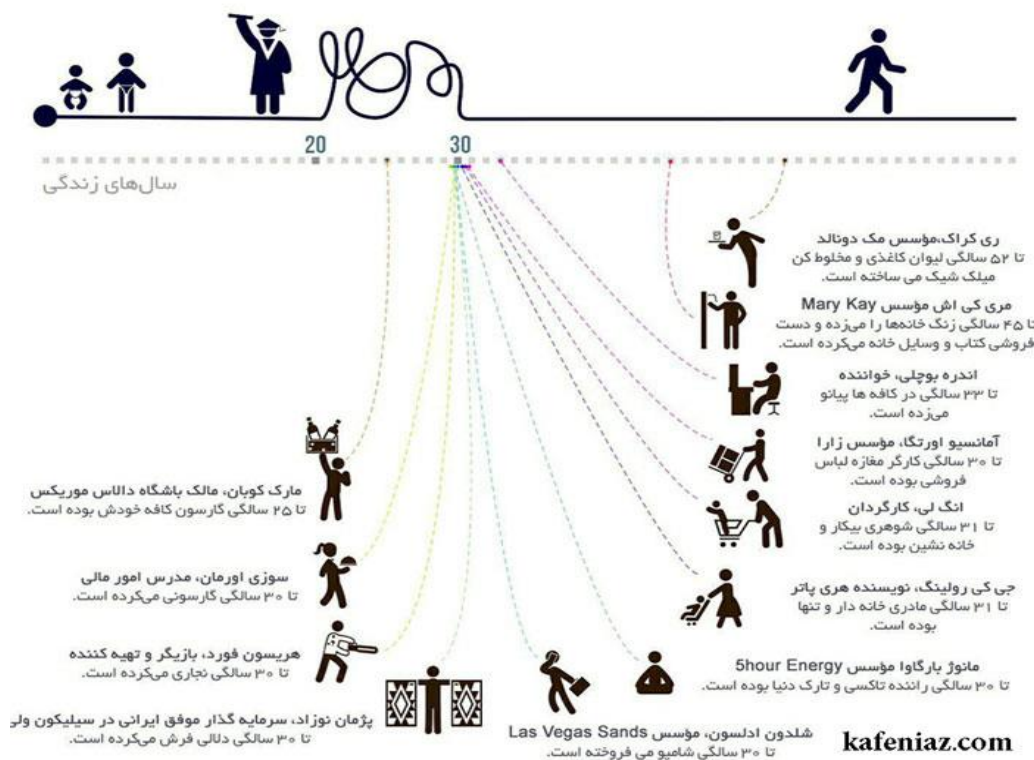 20
30
سال‌های زندگی
ری کراک،مؤسس مک دونالد
تا ۵۲ سالگی لیوان کاغذی و مخلوط کن
میلک شیک می ساخته است.
مری کی اش مؤسس Mary Kay
تا ۴۵ سالگی زنگ خانه‌ها را می‌زده و دست
فروشی کتاب و وسایل خانه می‌کرده است.
اندره بوچلی، خواننده
تا ۳۳ سالگی در کافه ها پیانو
می‌زده است.
آمانسیو اورتگا، مؤسس زارا
تا ۳۰ سالگی کارگر مغازه لباس
فروشی بوده است.
انگ لی، کارگردان
تا ۳۱ سالگی شوهری بیکار و
خانه نشین بوده است.
جی کی رولینگ، نویسنده هری پاتر
تا ۳۱ سالگی مادری خانه دار و تنها
بوده است.
مانوژ بارگاوا مؤسس 5hour Energy
تا ۳۰ سالگی راننده تاکسی و تارک دنیا بوده است.
شلدون ادلسون، مؤسس Las Vegas Sands
تا ۳۰ سالگی شامپو می فروخته است.
مارک کوبان، مالک باشگاه دالاس موریکس
تا ۲۵ سالگی گارسون کافه خودش بوده است.
سوزی اورمان، مدرس امور مالی
تا ۳۰ سالگی گارسونی می‌کرده است.
هریسون فورد، بازیگر و تهیه کننده
تا ۳۰ سالگی نجاری می‌کرده است.
پژمان نوزاد، سرمایه گذار موفق ایرانی در سیلیکون ولی
تا ۳۰ سالگی دلالی فرش می‌کرده است.
kafeniaz.com